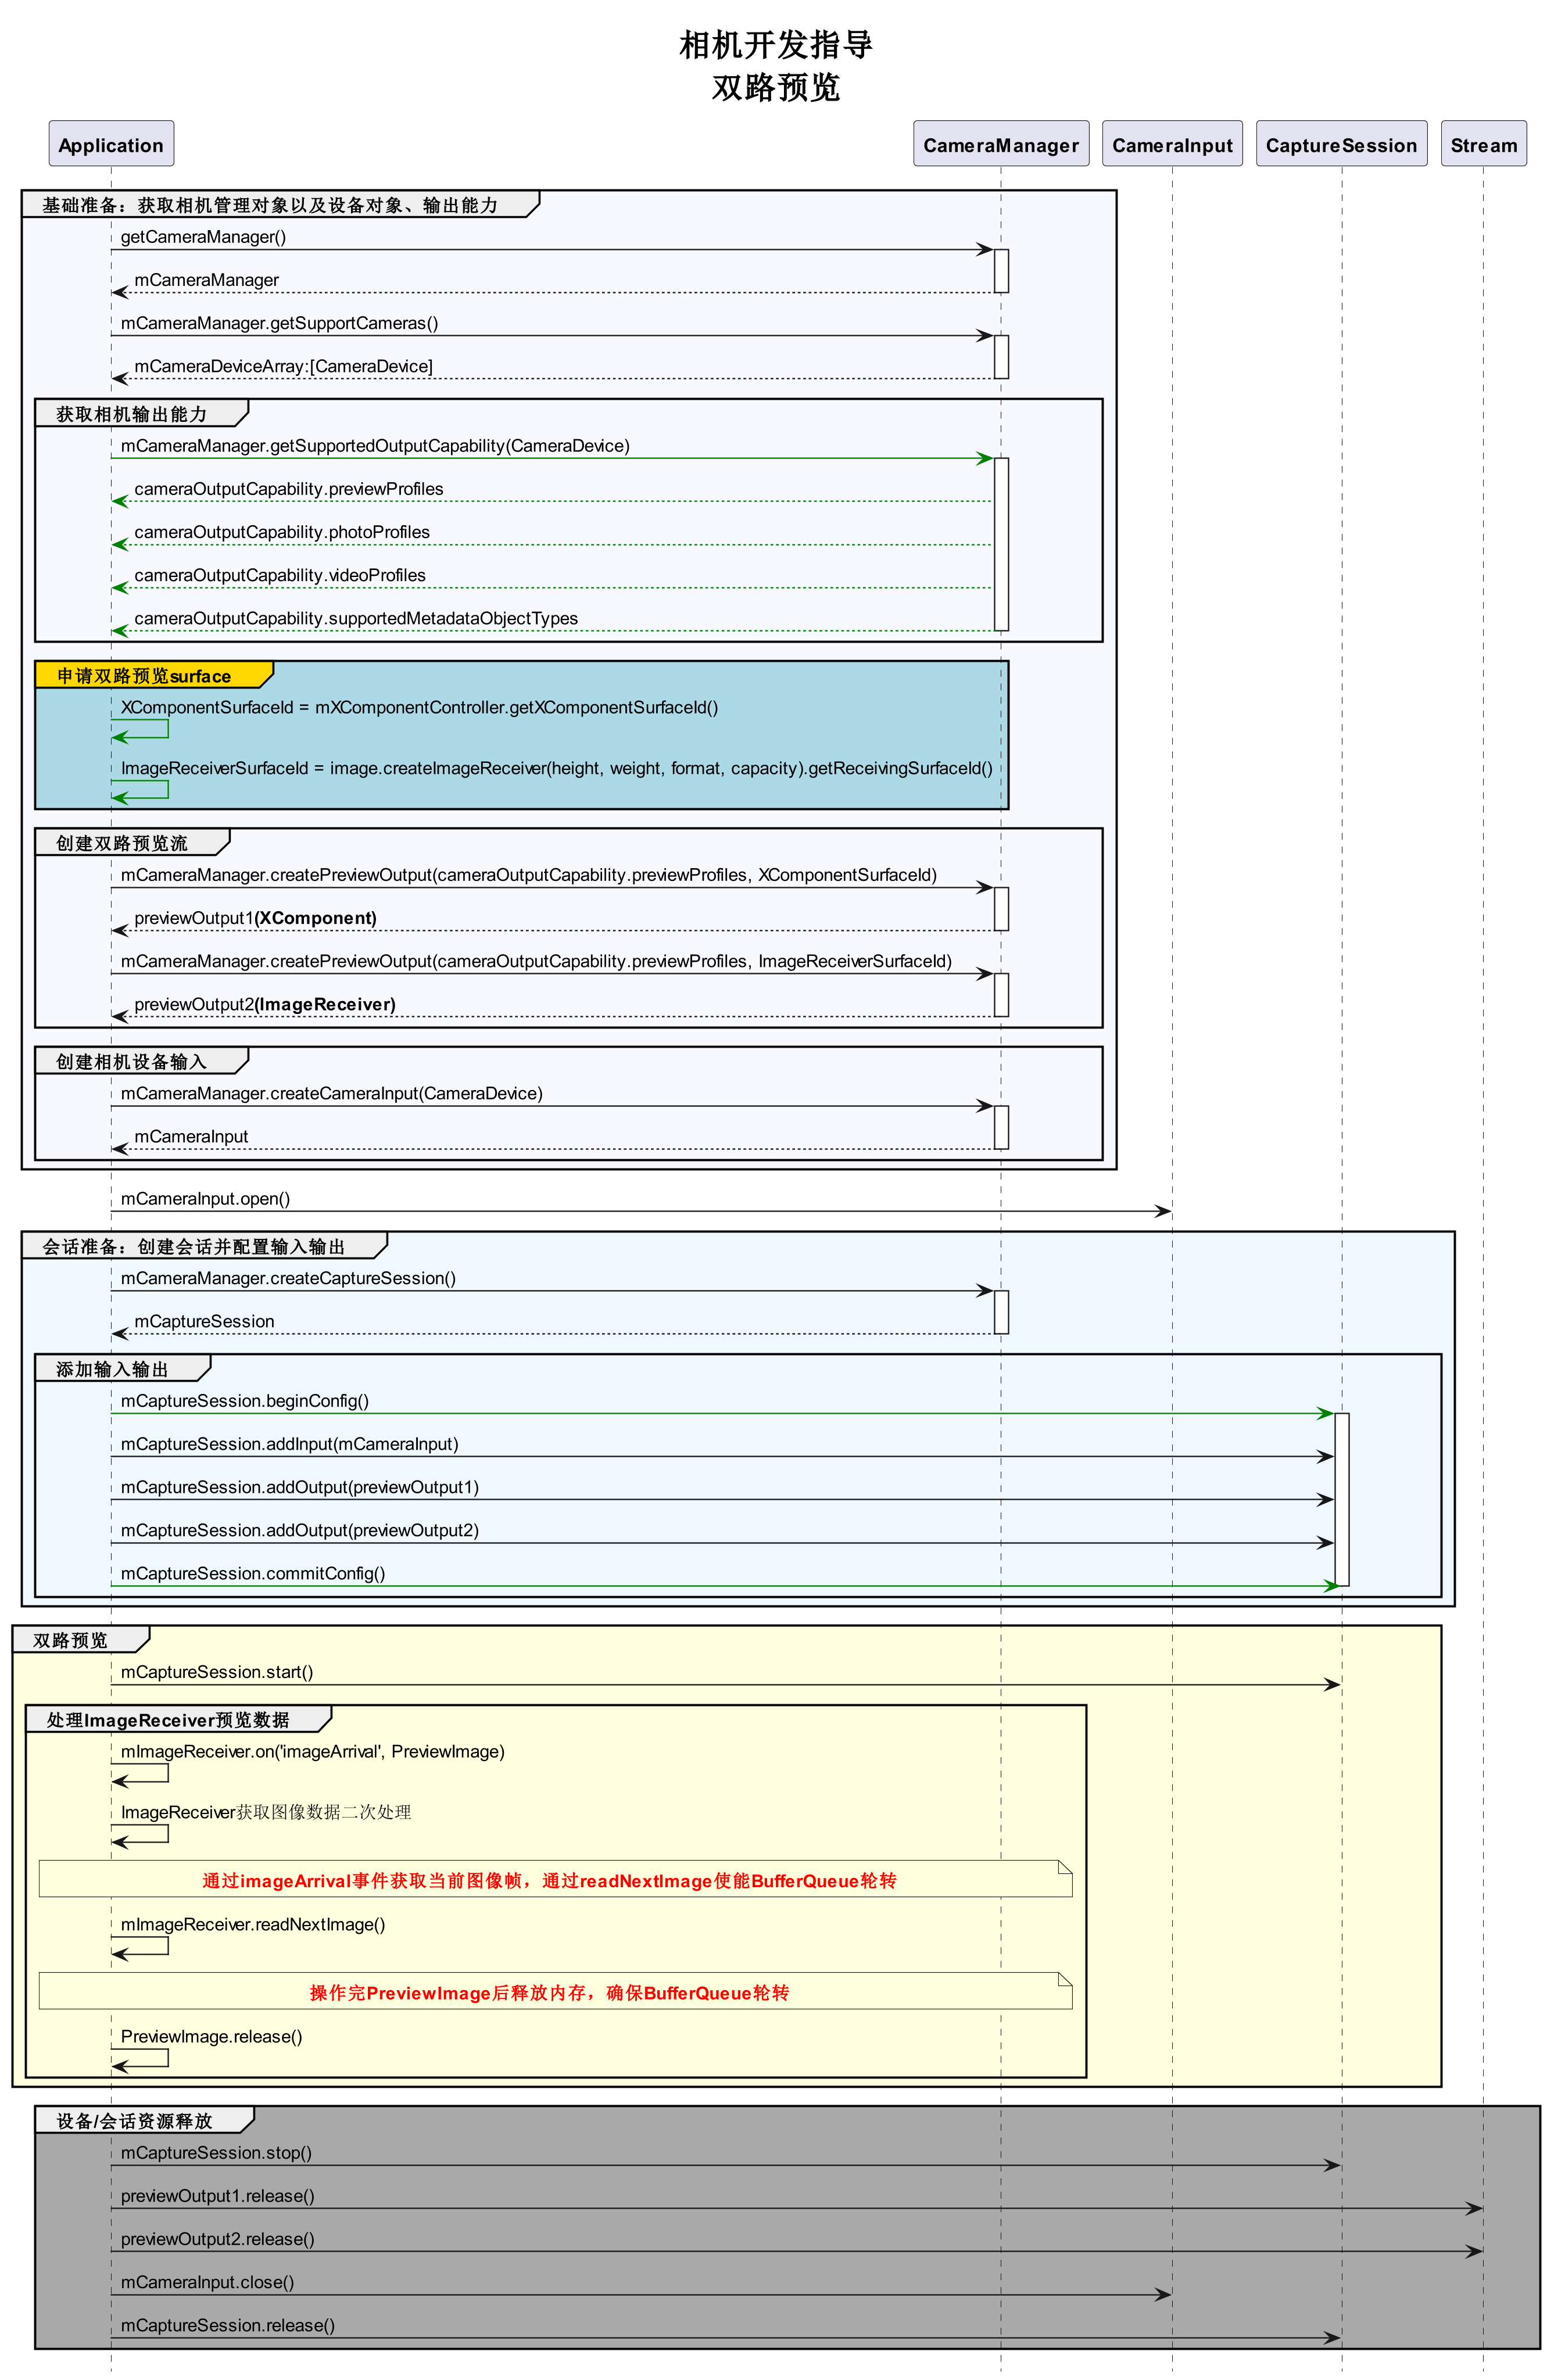 相机开发指导
双路预览
Application
CameraManager
CameraInput
CaptureSession
Stream
基础准备：获取相机管理对象以及设备对象、输出能力
getCameraManager()
mCameraManager
mCameraManager.getSupportCameras()
mCameraDeviceArray:[CameraDevice]
获取相机输出能力
mCameraManager.getSupportedOutputCapability(CameraDevice)
cameraOutputCapability.previewProfiles
cameraOutputCapability.photoProfiles
cameraOutputCapability.videoProfiles
cameraOutputCapability.supportedMetadataObjectTypes
申请双路预览surface
XComponentSurfaceId = mXComponentController.getXComponentSurfaceId()
ImageReceiverSurfaceId = image.createImageReceiver(height, weight, format, capacity).getReceivingSurfaceId()
创建双路预览流
mCameraManager.createPreviewOutput(cameraOutputCapability.previewProfiles, XComponentSurfaceId)
previewOutput1(XComponent)
mCameraManager.createPreviewOutput(cameraOutputCapability.previewProfiles, ImageReceiverSurfaceId)
previewOutput2(ImageReceiver)
创建相机设备输入
mCameraManager.createCameraInput(CameraDevice)
mCameraInput
mCameraInput.open()
会话准备：创建会话并配置输入输出
mCameraManager.createCaptureSession()
mCaptureSession
添加输入输出
mCaptureSession.beginConfig()
mCaptureSession.addInput(mCameraInput)
mCaptureSession.addOutput(previewOutput1)
mCaptureSession.addOutput(previewOutput2)
mCaptureSession.commitConfig()
双路预览
mCaptureSession.start()
处理ImageReceiver预览数据
mImageReceiver.on('imageArrival', PreviewImage)
ImageReceiver获取图像数据二次处理
通过imageArrival事件获取当前图像帧，通过readNextImage使能BufferQueue轮转
mImageReceiver.readNextImage()
操作完PreviewImage后释放内存，确保BufferQueue轮转
PreviewImage.release()
设备/会话资源释放
mCaptureSession.stop()
previewOutput1.release()
previewOutput2.release()
mCameraInput.close()
mCaptureSession.release()